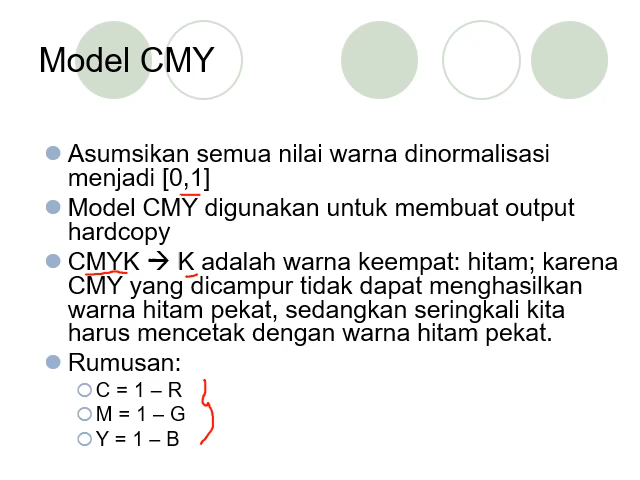 Model CMY
Asumsikan semua nilai warna dinormalisasi
menjadi [0,1]
Model CMY digunakan untuk membuat output
hardcopy
CMYK → K adalah warna keempat: hitam; karena
CMY yang dicampur tidak dapat menghasilkan
warna hitam pekat, sedangkan seringkali kita
harus mencetak dengan warna hitam pekat.
Rumusan:
C = 1 – R
M = 1 – G
Y = 1 – B